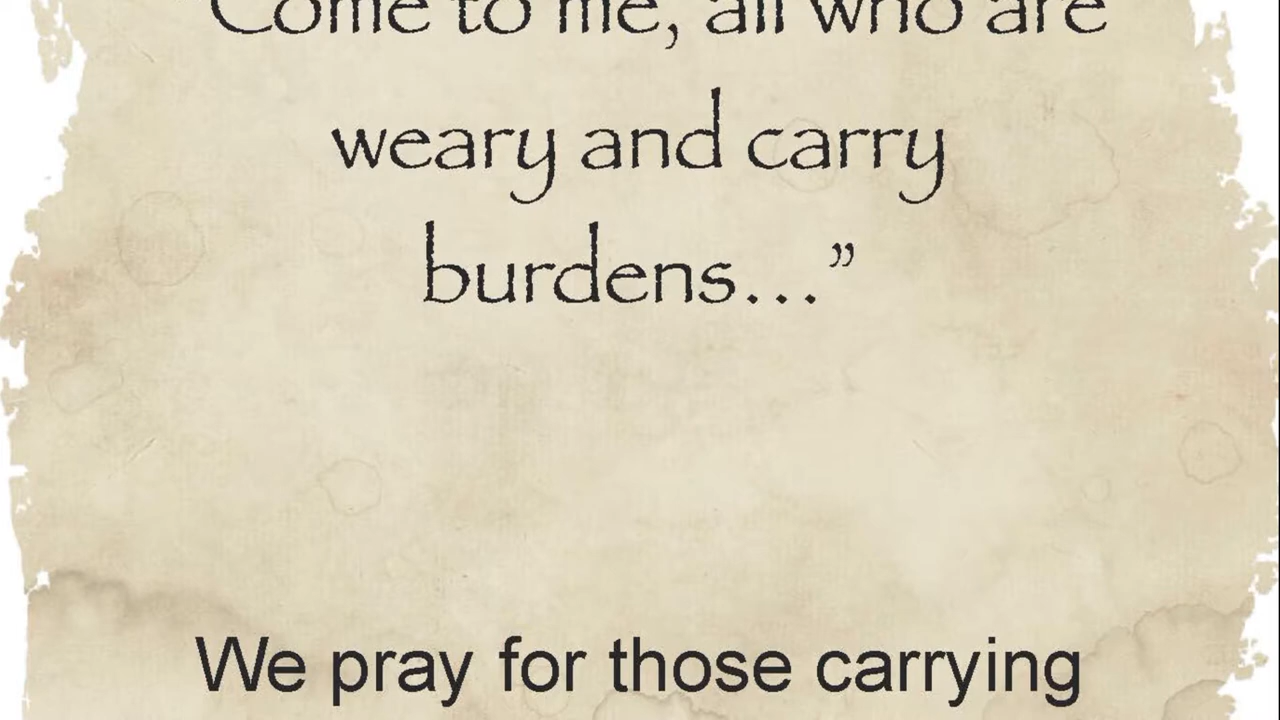 “Come to me, all who are
weary and carry
burdens…”
We pray for those carrying